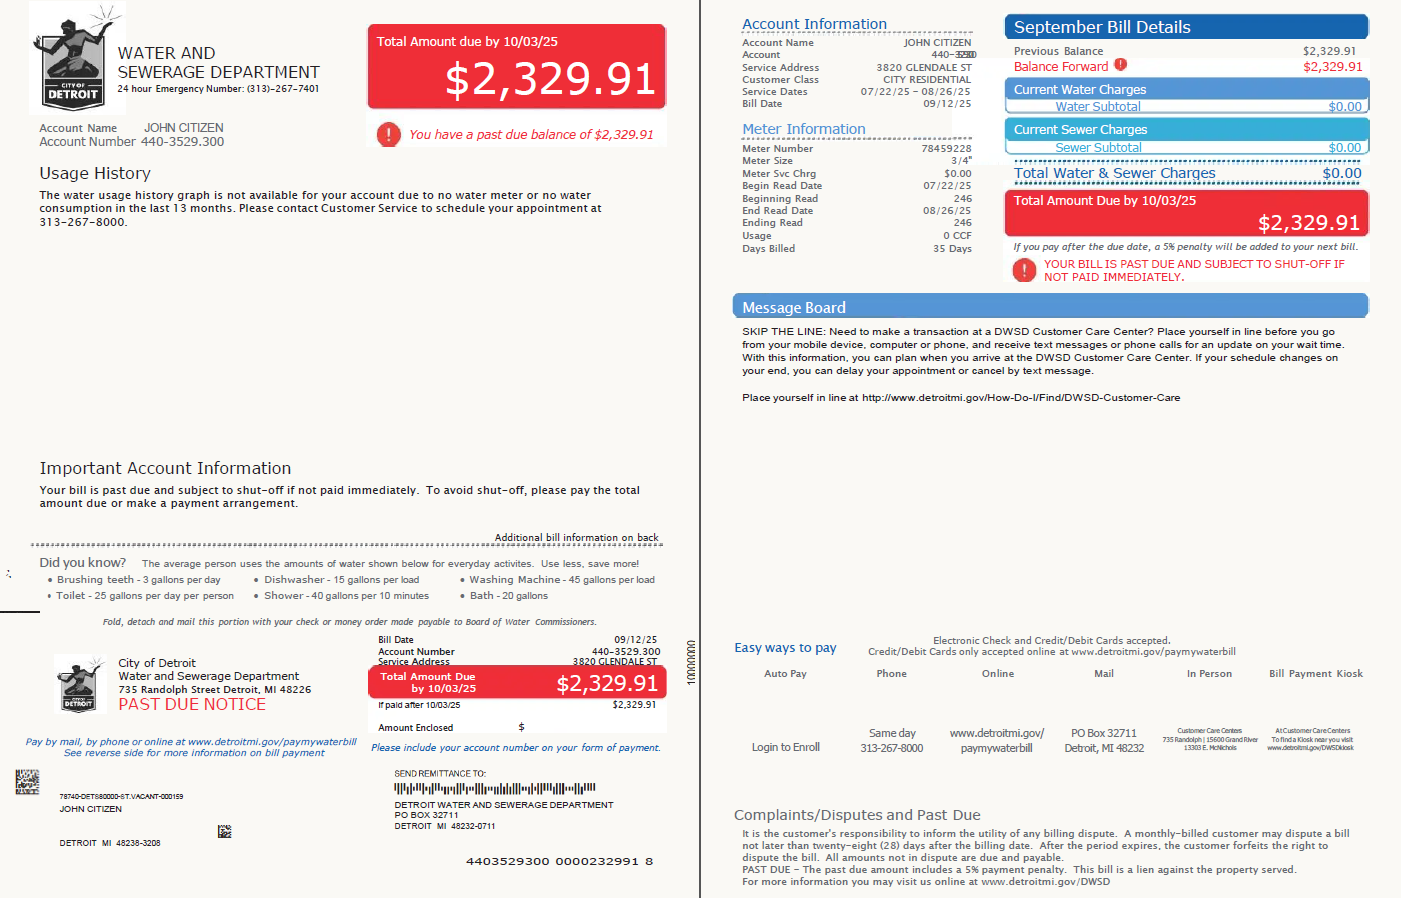 CITY OF
DETROIT
WATER AND
SEWERAGE DEPARTMENT
24 hour Emergency Number: (313)-267-7401
Account Name JOHN CITIZEN
Account Number 440-3529.300
Total Amount due by 10/03/25
$2,329.91
! You have a past due balance of $2,329.91
Usage History
The water usage history graph is not available for your account due to no water meter or no water
consumption in the last 13 months. Please contact Customer Service to schedule your appointment at
313-267-8000.
Important Account Information
Your bill is past due and subject to shut-off if not paid immediately. To avoid shut-off, please pay the total
amount due or make a payment arrangement.
Additional bill information on back
Did you know? The average person uses the amounts of water shown below for everyday activites. Use less, save more!
• Brushing teeth - 3 gallons per day • Dishwasher - 15 gallons per load • Washing Machine - 45 gallons per load
• Toilet - 25 gallons per day per person • Shower - 40 gallons per 10 minutes • Bath - 20 gallons
Fold, detach and mail this portion with your check or money order made payable to Board of Water Commissioners.
CITY OF
DETROIT
City of Detroit
Water and Sewerage Department
735 Randolph Street Detroit, MI 48226
PAST DUE NOTICE
Pay by mail, by phone or online at www.detroitmi.gov/paymywaterbill
See reverse side for more information on bill payment
Bill Date 09/12/25
Account Number 440-3529.300
Service Address 3820 GLENDALE ST
Total Amount Due
by 10/03/25 $2,329.91
If paid after 10/03/25 $2,329.91
Amount Enclosed $
Please include your account number on your form of payment.
10000000
78740-DETS80000-ST.VACANT-000159
JOHN CITIZEN
DETROIT MI 48238-3208
SEND REMITTANCE TO:
DETROIT WATER AND SEWERAGE DEPARTMENT
PO BOX 32711
DETROIT MI 48232-0711
4403529300 0000232991 8
Account Information
Account Name JOHN CITIZEN
Account 440-
Service Address 3820 GLENDALE ST
Customer Class CITY RESIDENTIAL
Service Dates 07/22/25 - 08/26/25
Bill Date 09/12/25
Meter Information
Meter Number 78459228
Meter Size 3/4"
Meter Svc Chrg $0.00
Begin Read Date 07/22/25
Beginning Read 246
End Read Date 08/26/25
Ending Read 246
Usage 0 CCF
Days Billed 35 Days
September Bill Details
Previous Balance $2,329.91
Balance Forward ! $2,329.91
Current Water Charges
Water Subtotal $0.00
Current Sewer Charges
Sewer Subtotal $0.00
Total Water & Sewer Charges $0.00
Total Amount Due by 10/03/25
$2,329.91
If you pay after the due date, a 5% penalty will be added to your next bill.
! YOUR BILL IS PAST DUE AND SUBJECT TO SHUT-OFF IF
NOT PAID IMMEDIATELY.
Message Board
SKIP THE LINE: Need to make a transaction at a DWSD Customer Care Center? Place yourself in line before you go
from your mobile device, computer or phone, and receive text messages or phone calls for an update on your wait time.
With this information, you can plan when you arrive at the DWSD Customer Care Center. If your schedule changes on
your end, you can delay your appointment or cancel by text message.
Place yourself in line at http://www.detroitmi.gov/How-Do-I/Find/DWSD-Customer-Care
Easy ways to pay
Electronic Check and Credit/Debit Cards accepted.
Credit/Debit Cards only accepted online at www.detroitmi.gov/paymywaterbill
Auto Pay Phone Online Mail In Person Bill Payment Kiosk
Login to Enroll
Same day
313-267-8000
www.detroitmi.gov/
paymywaterbill
PO Box 32711
Detroit, MI 48232
Customer Care Centers
735 Randolph | 15600 Grand River
13303 E. McNichols
At Customer Care Centers
To find a Kiosk near you visit
www.detroitmi.gov/DWSDkiosk
Complaints/Disputes and Past Due
It is the customer's responsibility to inform the utility of any billing dispute. A monthly-billed customer may dispute a bill
not later than twenty-eight (28) days after the billing date. After the period expires, the customer forfeits the right to
dispute the bill. All amounts not in dispute are due and payable.
PAST DUE - The past due amount includes a 5% payment penalty. This bill is a lien against the property served.
For more information you may visit us online at www.detroitmi.gov/DWSD